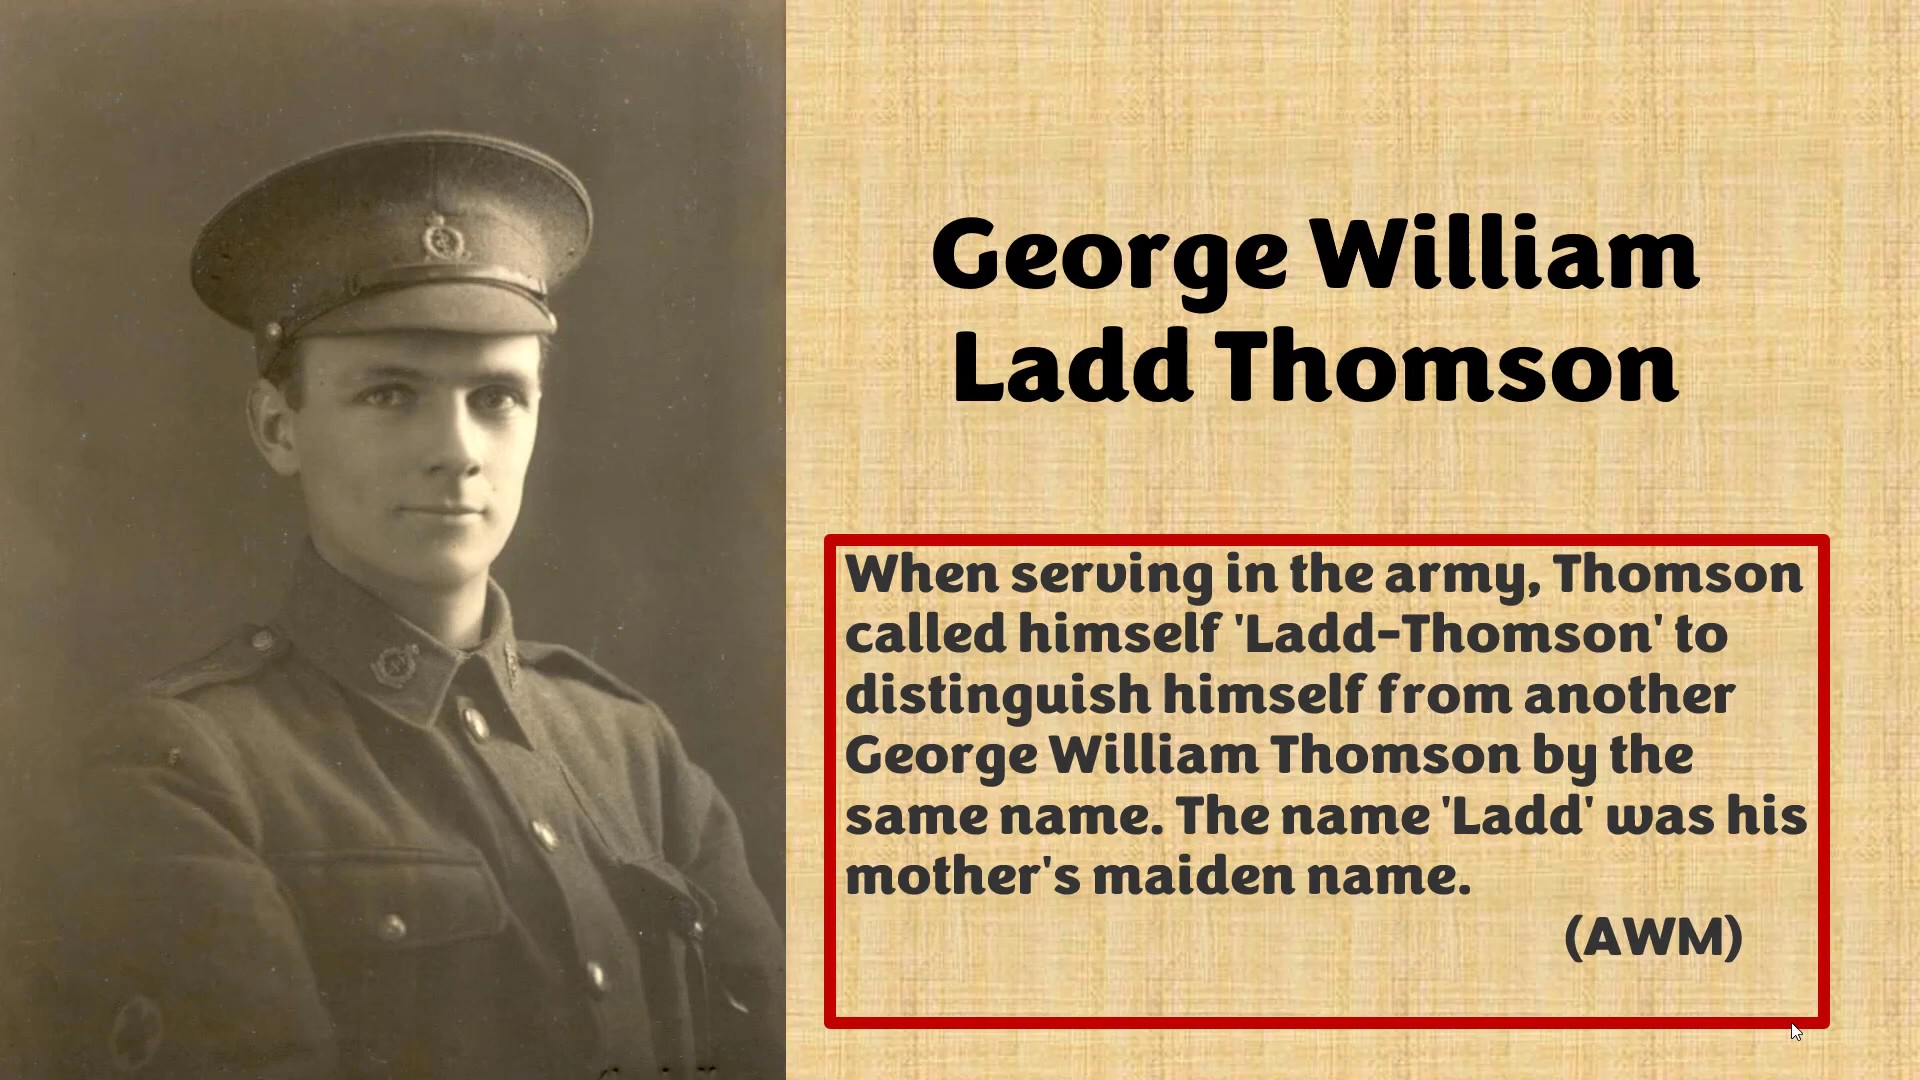 George William
Ladd Thomson
When serving in the army, Thomson
called himself 'Ladd-Thomson' to
distinguish himself from another
George William Thomson by the
same name. The name 'Ladd' was his
mother's maiden name.
(AWM)